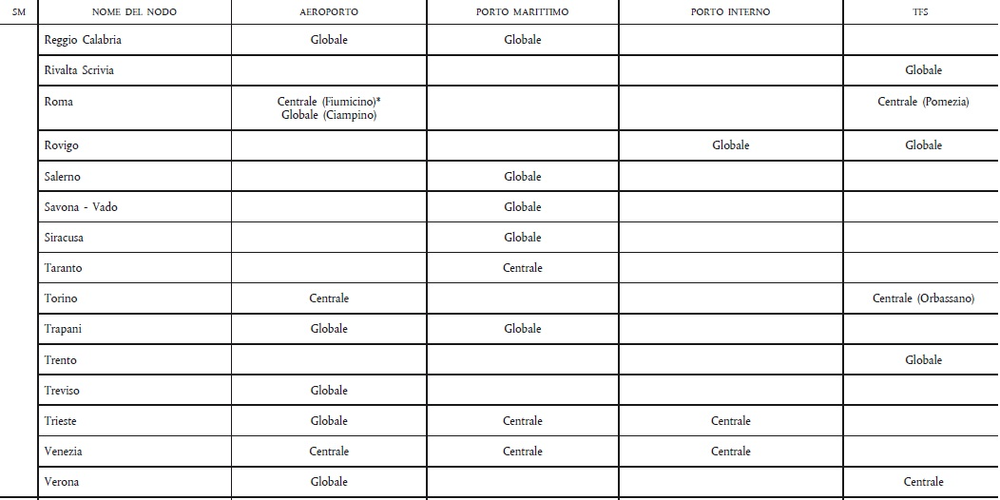 SM NOME DEL NODO AEROPORTO PORTO MARITTIMO PORTO INTERNO TFS
Reggio Calabria Globale Globale
Rivalta Scrivia Globale
Roma Centrale (Fiumicino)* Centrale (Pomezia)
Globale (Ciampino)
Rovigo Globale Globale
Salerno Globale
Savona - Vado Globale
Siracusa Globale
Taranto Centrale
Torino Centrale Centrale (Orbassano)
Trapani Globale Globale
Trento Globale
Treviso Globale
Trieste Globale Centrale Centrale
Venezia Centrale Centrale Centrale
Verona Globale Centrale